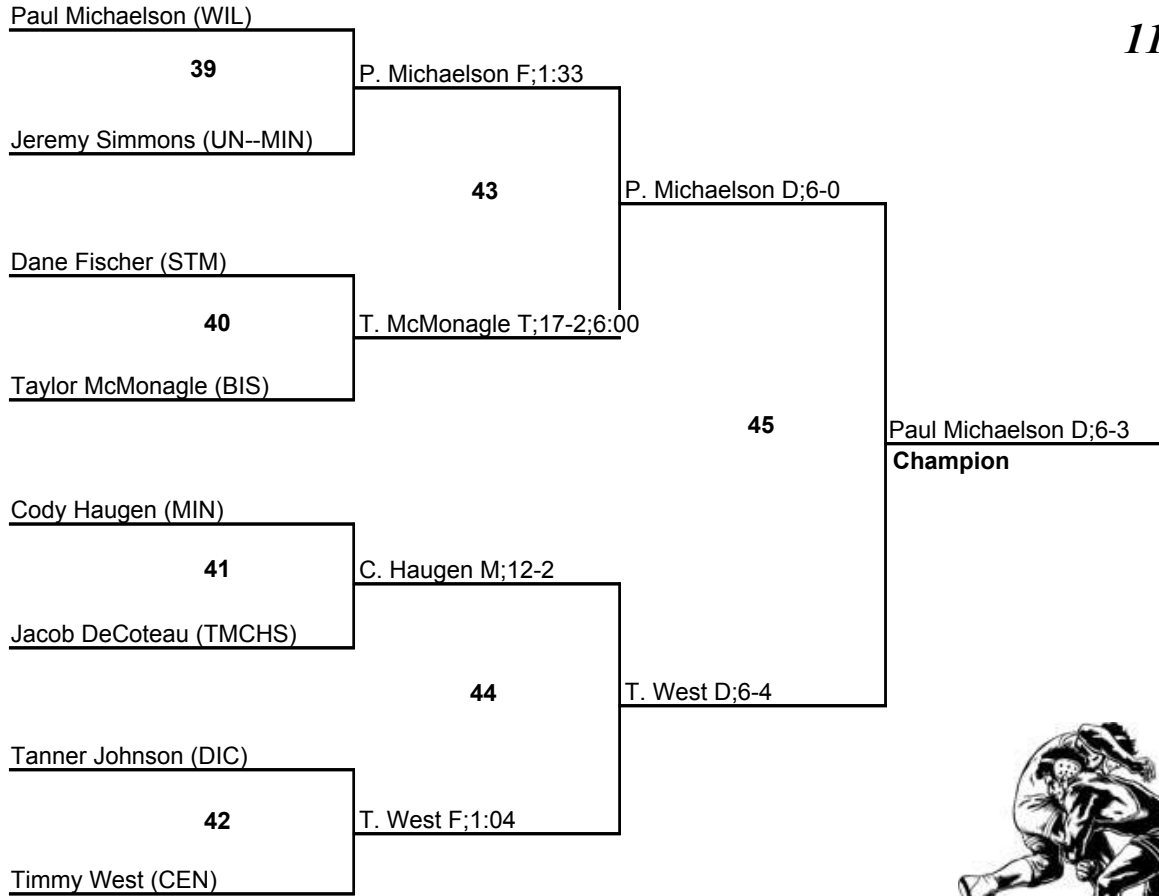 Paul Michaelson (WIL)
11
39
P. Michaelson F;1:33
Jeremy Simmons (UN--MIN)
43
P. Michaelson D;6-0
Dane Fischer (STM)
40
T. McMonagle T;17-2;6:00
Taylor McMonagle (BIS)
45
Paul Michaelson D;6-3
Champion
Cody Haugen (MIN)
41
C. Haugen M;12-2
Jacob DeCoteau (TMCHS)
44
T. West D;6-4
Tanner Johnson (DIC)
42
T. West F;1:04
Timmy West (CEN)